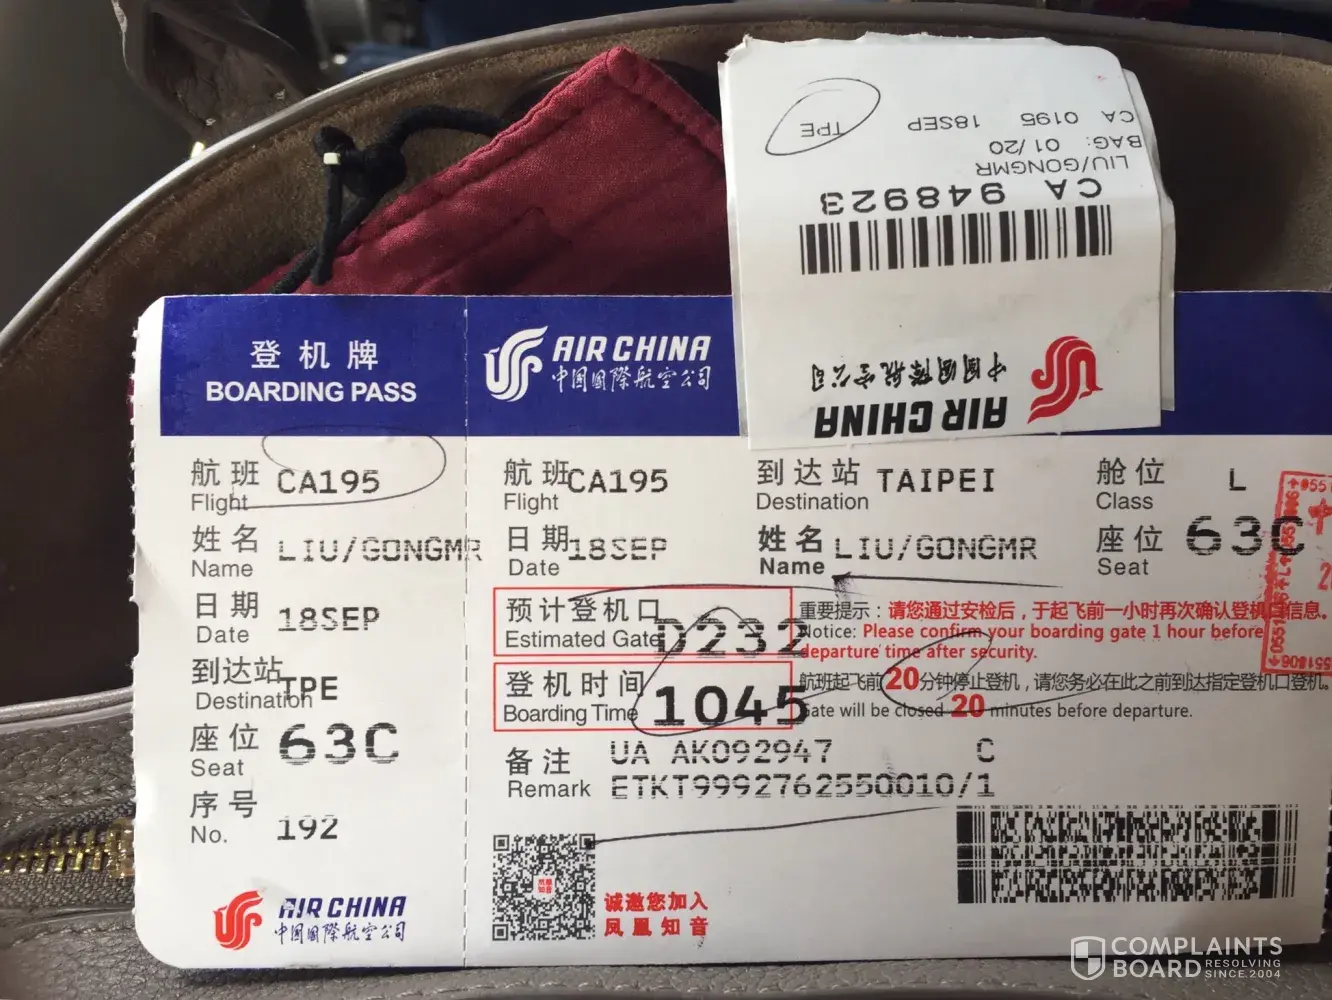 TPE
CA 0195 18SEP
BAG: 01/20
LIU/GONGMR
CA 948923
AIR CHINA
中国国際航空公司
登机牌
BOARDING PASS
AIR CHINA
中国国際航空公司
航班 CA195
Flight
姓名 LIU/GONGMR
Name
日期 18SEP
Date
到达站 TPE
Destination
座位 63C
Seat
序号 192
No.
AIR CHINA
中国国際航空公司
航班 CA195
Flight
到达站 TAIPEI
Destination
舱位 L
Class
日期 18SEP
Date
姓名 LIU/GONGMR
Name
座位 63C
Seat
预计登机口 D232
Estimated Gate
登机时间 1045
Boarding Time
重要提示：请您通过安检后，于起飞前一小时再次确认登机口信息。
Notice: Please confirm your boarding gate 1 hour before
departure time after security.
航班起飞前20分钟停止登机，请您务必在此之前到达指定登机口登机。
Gate will be closed 20 minutes before departure.
备注 UA AK092947 C
Remark ETKT9992762550010/1
诚邀您加入
凤凰知音
COMPLAINTS
BOARD RESOLVING
SINCE 2004